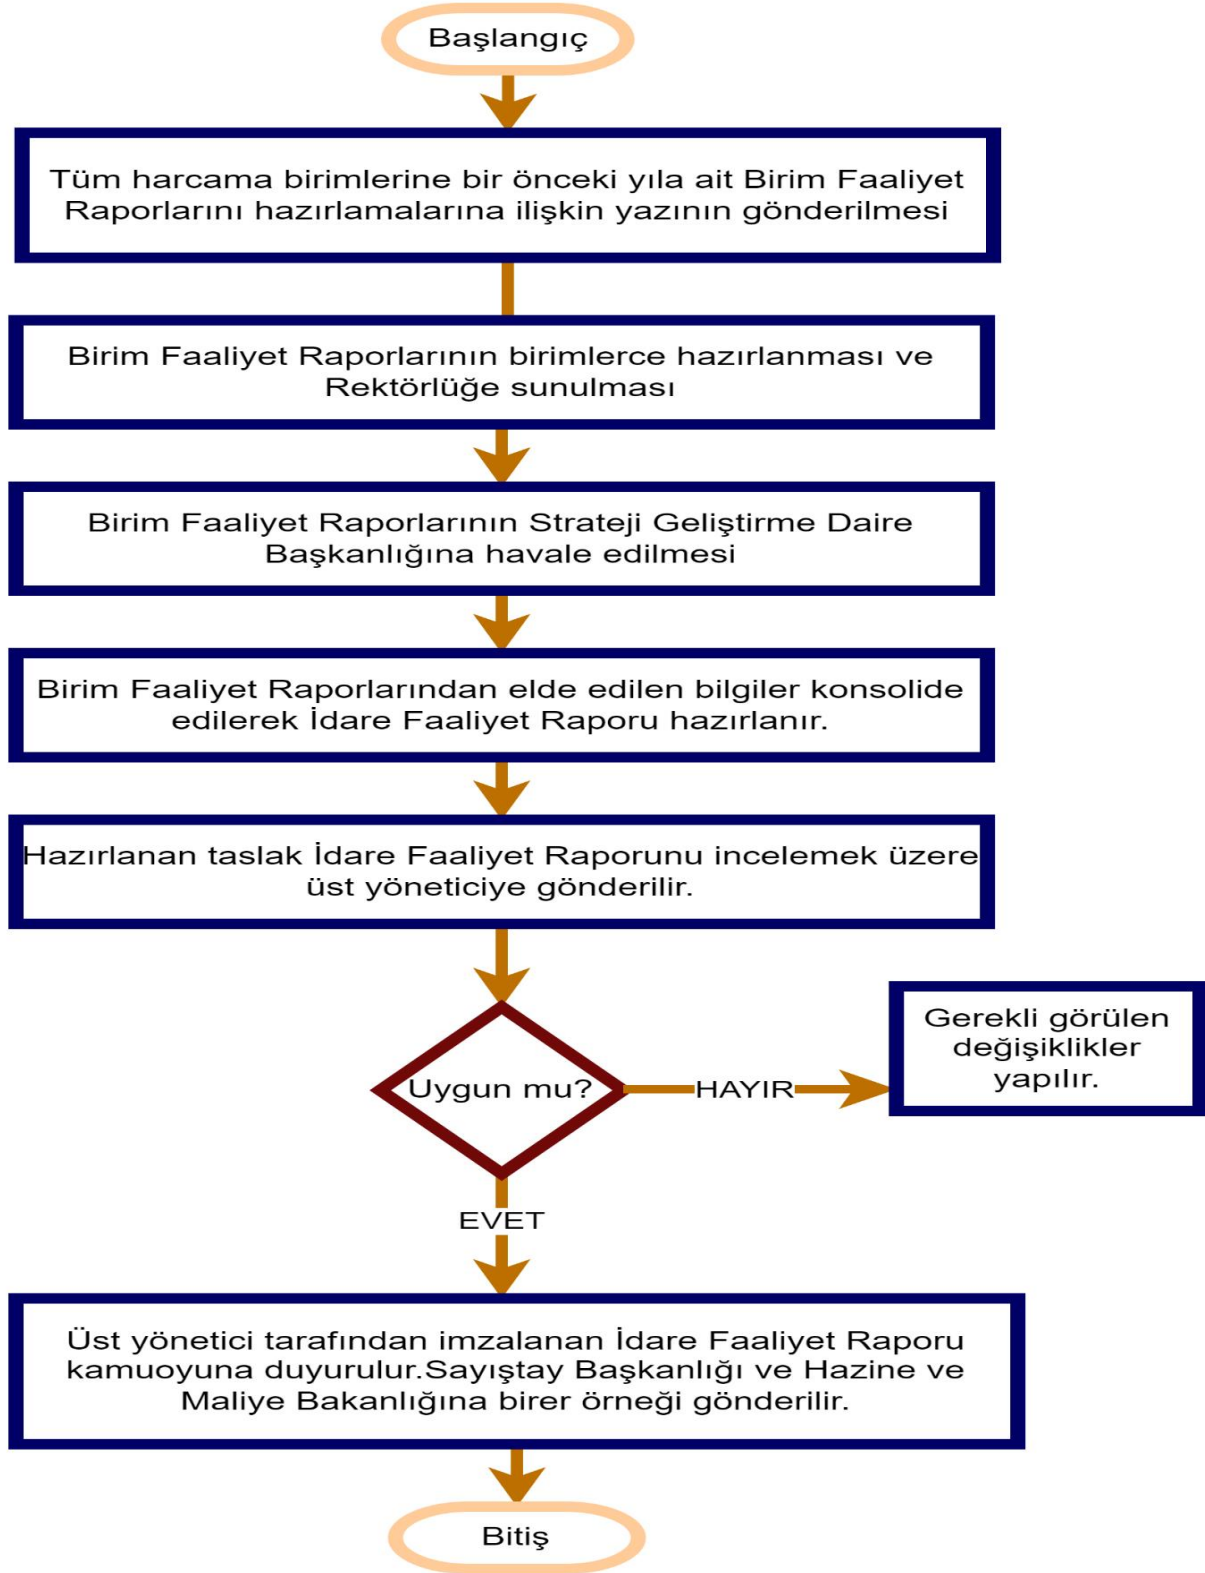 Başlangıç
Tüm harcama birimlerine bir önceki yıla ait Birim Faaliyet
Raporlarını hazırlamalarına ilişkin yazının gönderilmesi
Birim Faaliyet Raporlarının birimlerce hazırlanması ve
Rektörlüğe sunulması
Birim Faaliyet Raporlarının Strateji Geliştirme Daire
Başkanlığına havale edilmesi
Birim Faaliyet Raporlarından elde edilen bilgiler konsolide
edilerek İdare Faaliyet Raporu hazırlanır.
Hazırlanan taslak İdare Faaliyet Raporunu incelemek üzere
üst yöneticiye gönderilir.
Uygun mu?
HAYIR
Gerekli görülen
değişiklikler
yapılır.
EVET
Üst yönetici tarafından imzalanan İdare Faaliyet Raporu
kamuoyuna duyurulur.Sayıştay Başkanlığı ve Hazine ve
Maliye Bakanlığına birer örneği gönderilir.
Bitiş